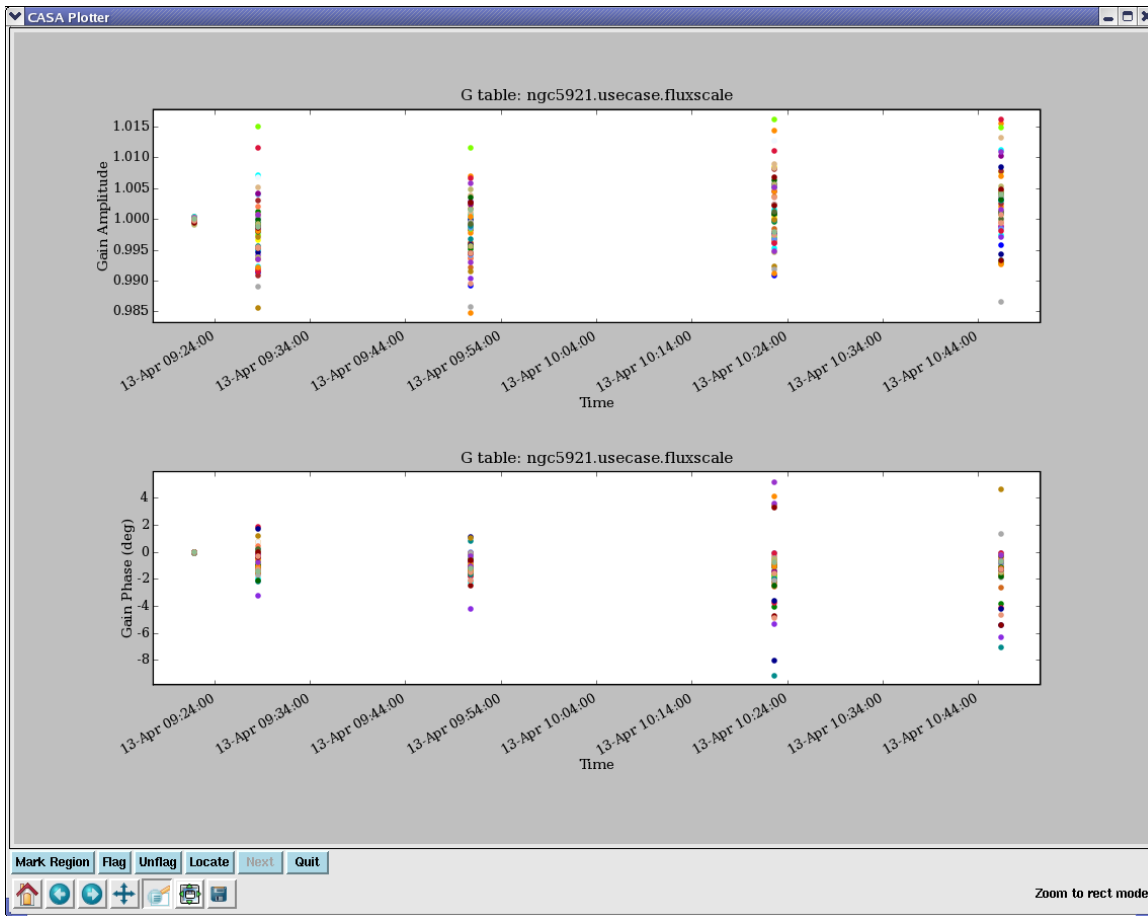 CASA Plotter
G table: ngc5921.usecase.fluxscale
Gain Amplitude
1.015
1.010
1.005
1.000
0.995
0.990
0.985
13-Apr 09:24:00
13-Apr 09:34:00
13-Apr 09:44:00
13-Apr 09:54:00
13-Apr 10:04:00
13-Apr 10:14:00
13-Apr 10:24:00
13-Apr 10:34:00
13-Apr 10:44:00
Time
G table: ngc5921.usecase.fluxscale
Gain Phase (deg)
4
2
0
-2
-4
-6
-8
13-Apr 09:24:00
13-Apr 09:34:00
13-Apr 09:44:00
13-Apr 09:54:00
13-Apr 10:04:00
13-Apr 10:14:00
13-Apr 10:24:00
13-Apr 10:34:00
13-Apr 10:44:00
Time
Mark Region Flag Unflag Locate Next Quit
Zoom to rect mode